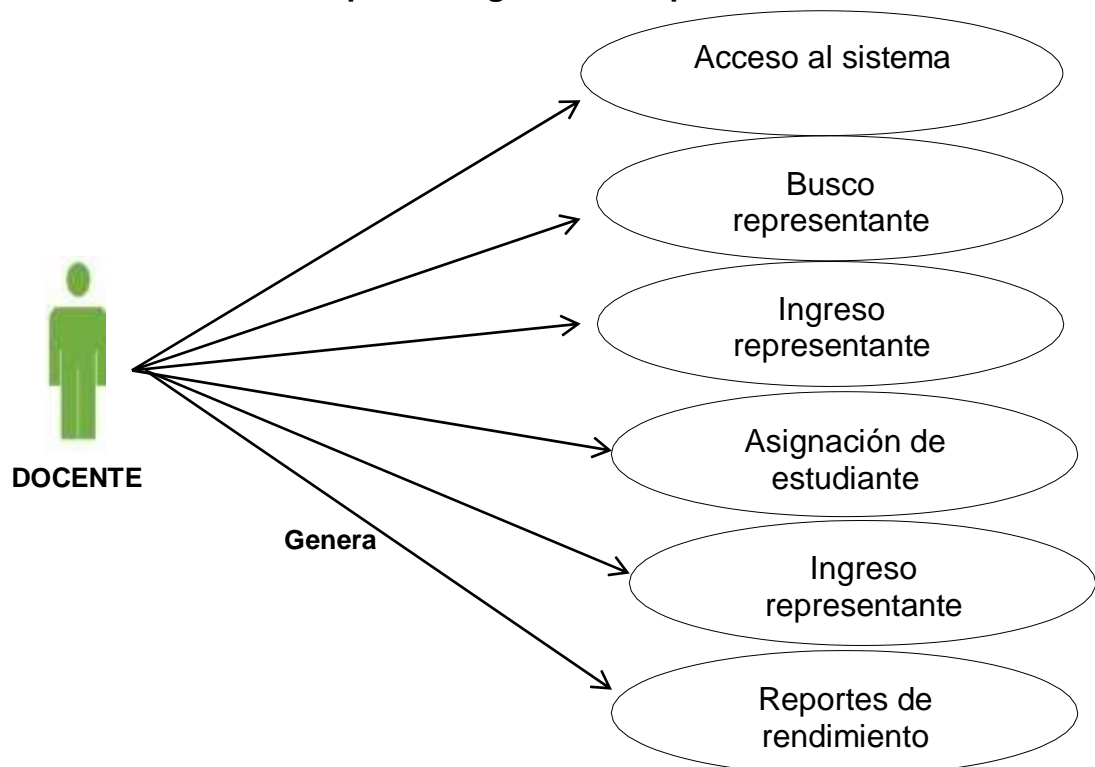 Acceso al sistema
Busco
representante
Ingreso
representante
Asignación de
estudiante
DOCENTE
Genera
Ingreso
representante
Reportes de
rendimiento